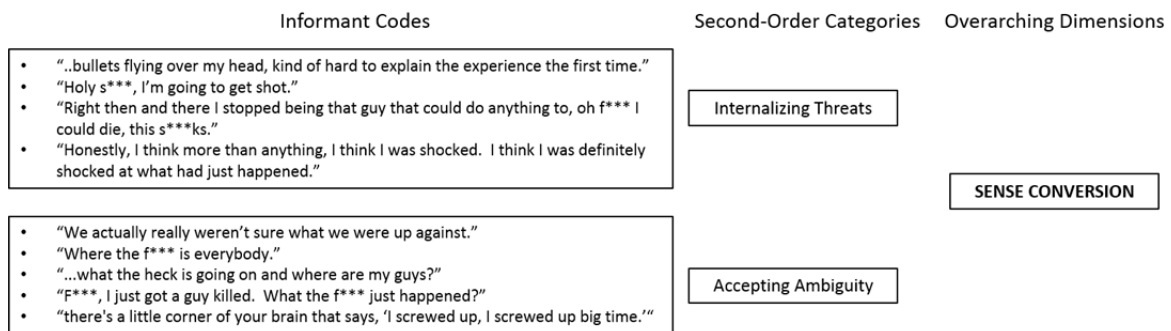 Informant Codes
Second-Order Categories
Overarching Dimensions
• “..bullets flying over my head, kind of hard to explain the experience the first time.”
• “Holy s***, I’m going to get shot.”
• “Right then and there I stopped being that guy that could do anything to, oh f*** I
could die, this s***ks.”
• “Honestly, I think more than anything, I think I was shocked.  I think I was definitely
shocked at what had just happened.”
Internalizing Threats
SENSE CONVERSION
• “We actually really weren’t sure what we were up against.”
• “Where the f*** is everybody.”
• “...what the heck is going on and where are my guys?”
• “F***, I just got a guy killed.  What the f*** just happened?”
• “there's a little corner of your brain that says, ‘I screwed up, I screwed up big time.’“
Accepting Ambiguity